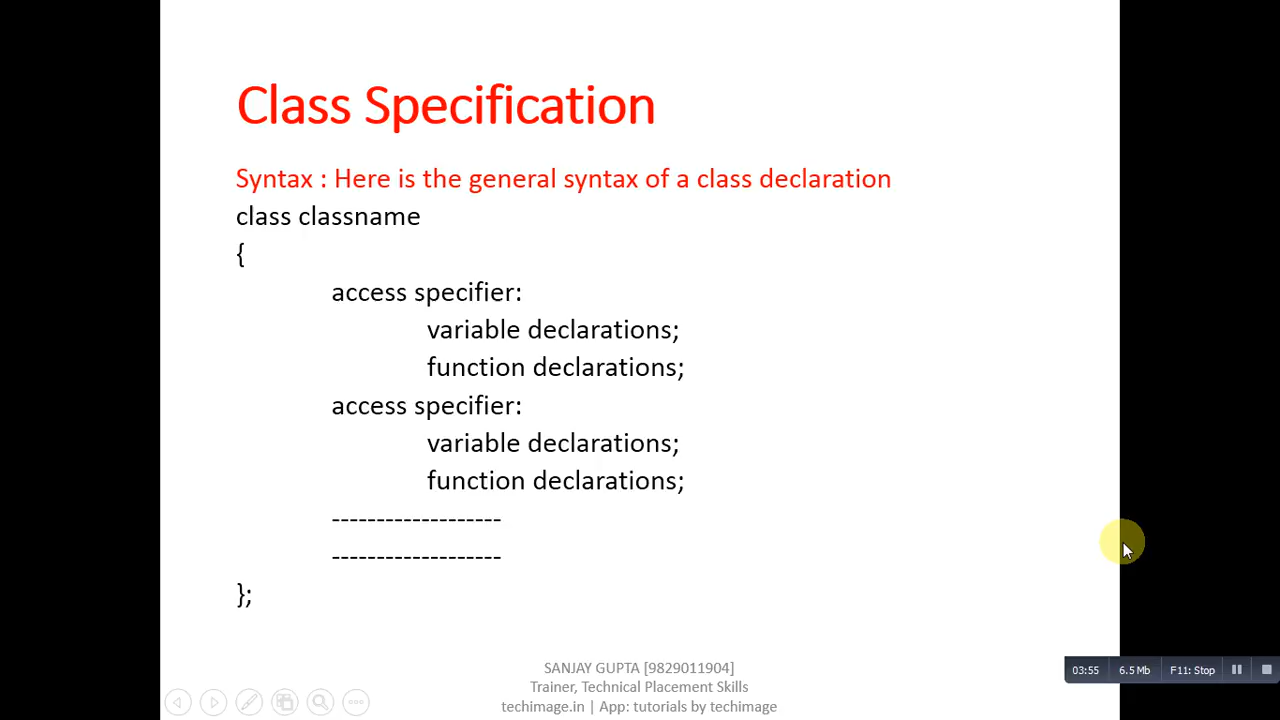 Class Specification
Syntax : Here is the general syntax of a class declaration
class classname
{
access specifier:
variable declarations;
function declarations;
access specifier:
variable declarations;
function declarations;
-------------------
-------------------
};
SANJAY GUPTA [9829011904]
Trainer, Technical Placement Skills
techimage.in | App: tutorials by techimage
03:55 6.5 Mb F11: Stop